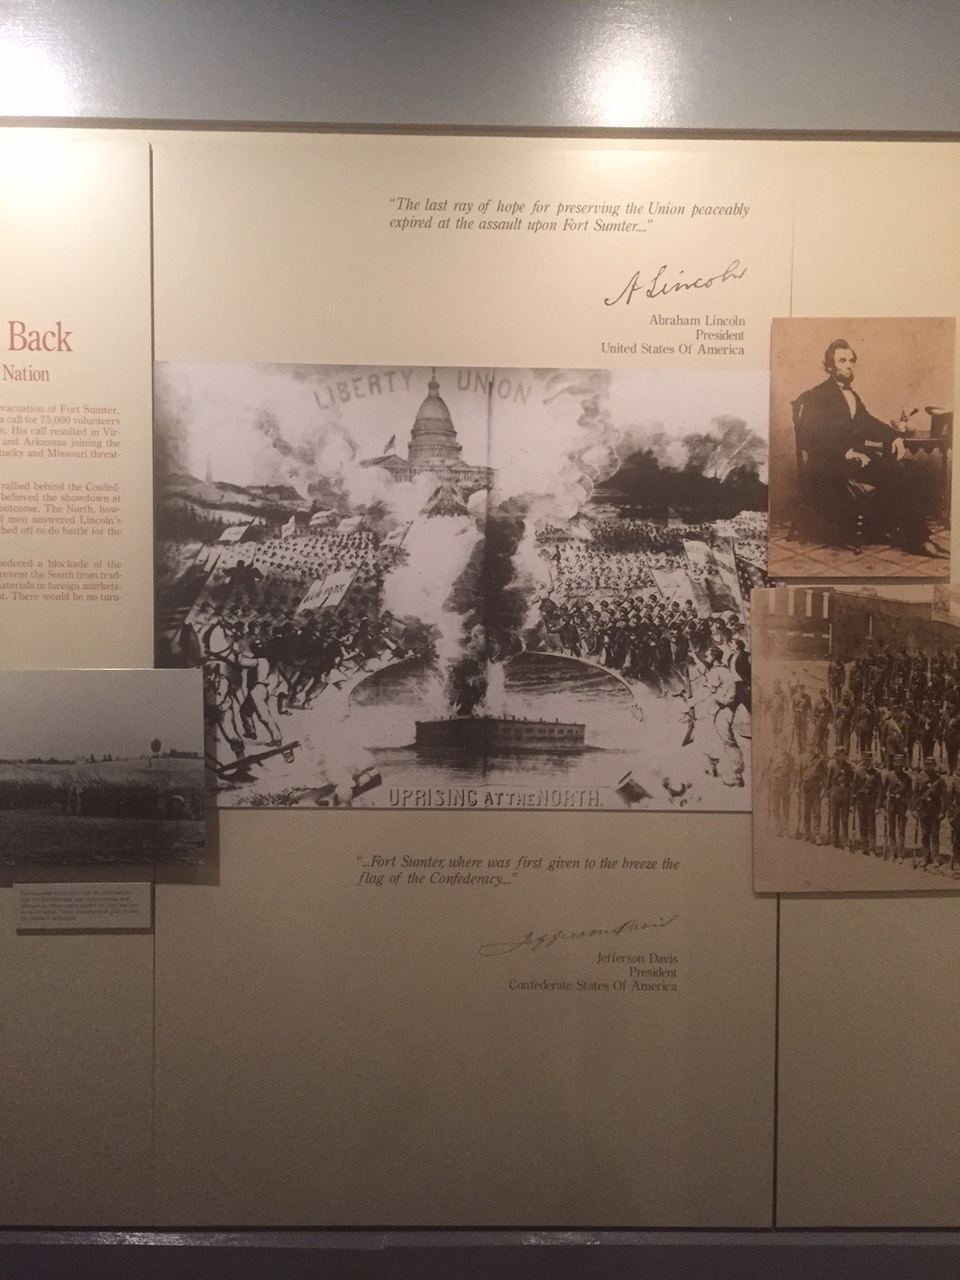 Back
Nation
vacuation of Fort Sumter,
a call for 75,000 volunteers
n. His call resulted in Vir-
and Arkansas joining the
tucky and Missouri threat-
rallied behind the Confed-
believed the showdown at
outcome. The North, how-
f men answered Lincoln's
ched off to do battle for the
ordered a blockade of the
revent the South from trad-
aterials in foreign markets.
t. There would be no turn-
“The last ray of hope for preserving the Union peaceably
expired at the assault upon Fort Sumter....”
A Lincoln
Abraham Lincoln
President
United States Of America
LIBERTY UNION
NEW-YORK
UPRISING AT THE NORTH.
“...Fort Sumter, where was first given to the breeze the
flag of the Confederacy...”
Jefferson Davis
Jefferson Davis
President
Confederate States Of America